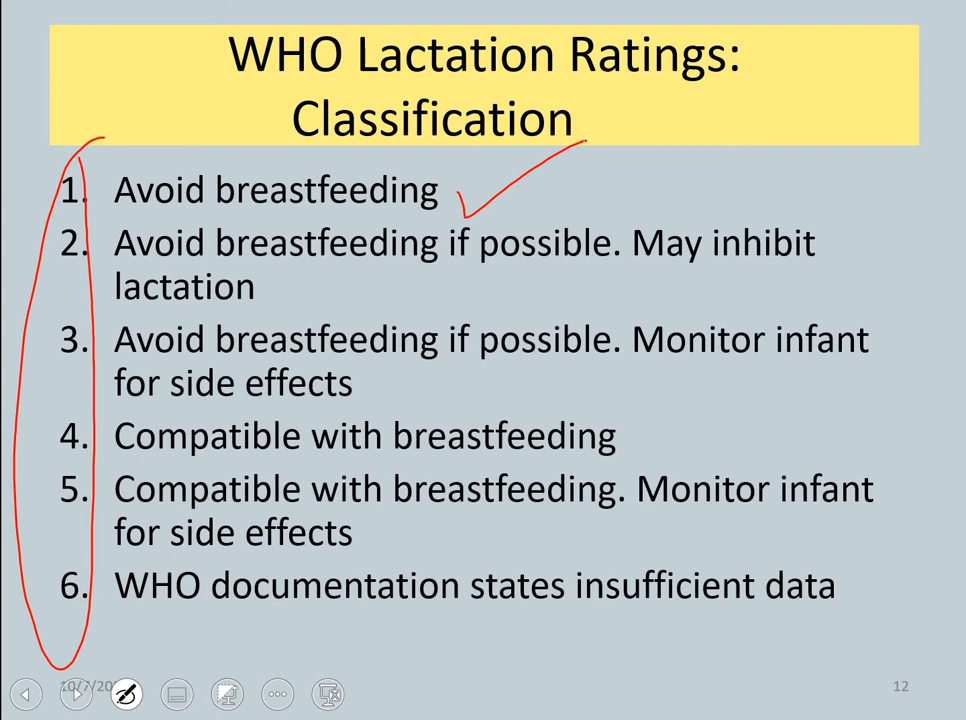 WHO Lactation Ratings:
Classification
1. Avoid breastfeeding
2. Avoid breastfeeding if possible. May inhibit
lactation
3. Avoid breastfeeding if possible. Monitor infant
for side effects
4. Compatible with breastfeeding
5. Compatible with breastfeeding. Monitor infant
for side effects
6. WHO documentation states insufficient data
12